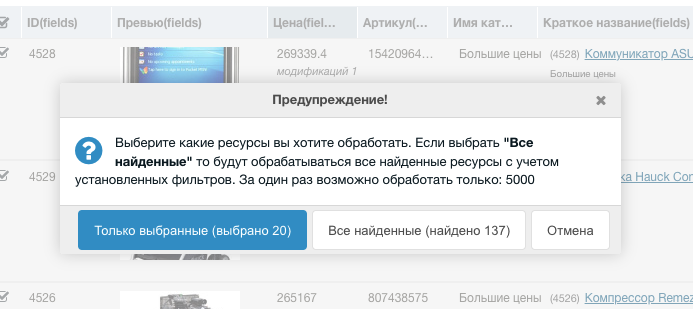 ID(fields) Превью(fields) Цена(fiel... Артикул(... Имя кат... Краткое название(fields)
4528 269339.4 15420964... Большие цены (4528) Коммуникатор ASU
модификаций 1 Большие цены
Предупреждение!
Выберите какие ресурсы вы хотите обработать. Если выбрать "Все
найденные" то будут обрабатываться все найденные ресурсы с учетом
установленных фильтров. За один раз возможно обработать только: 5000
4529 ка Hauck Con
Только выбранные (выбрано 20) Все найденные (найдено 137) Отмена
4526 265167 807438575 Большие цены (4526) Компрессор Remez